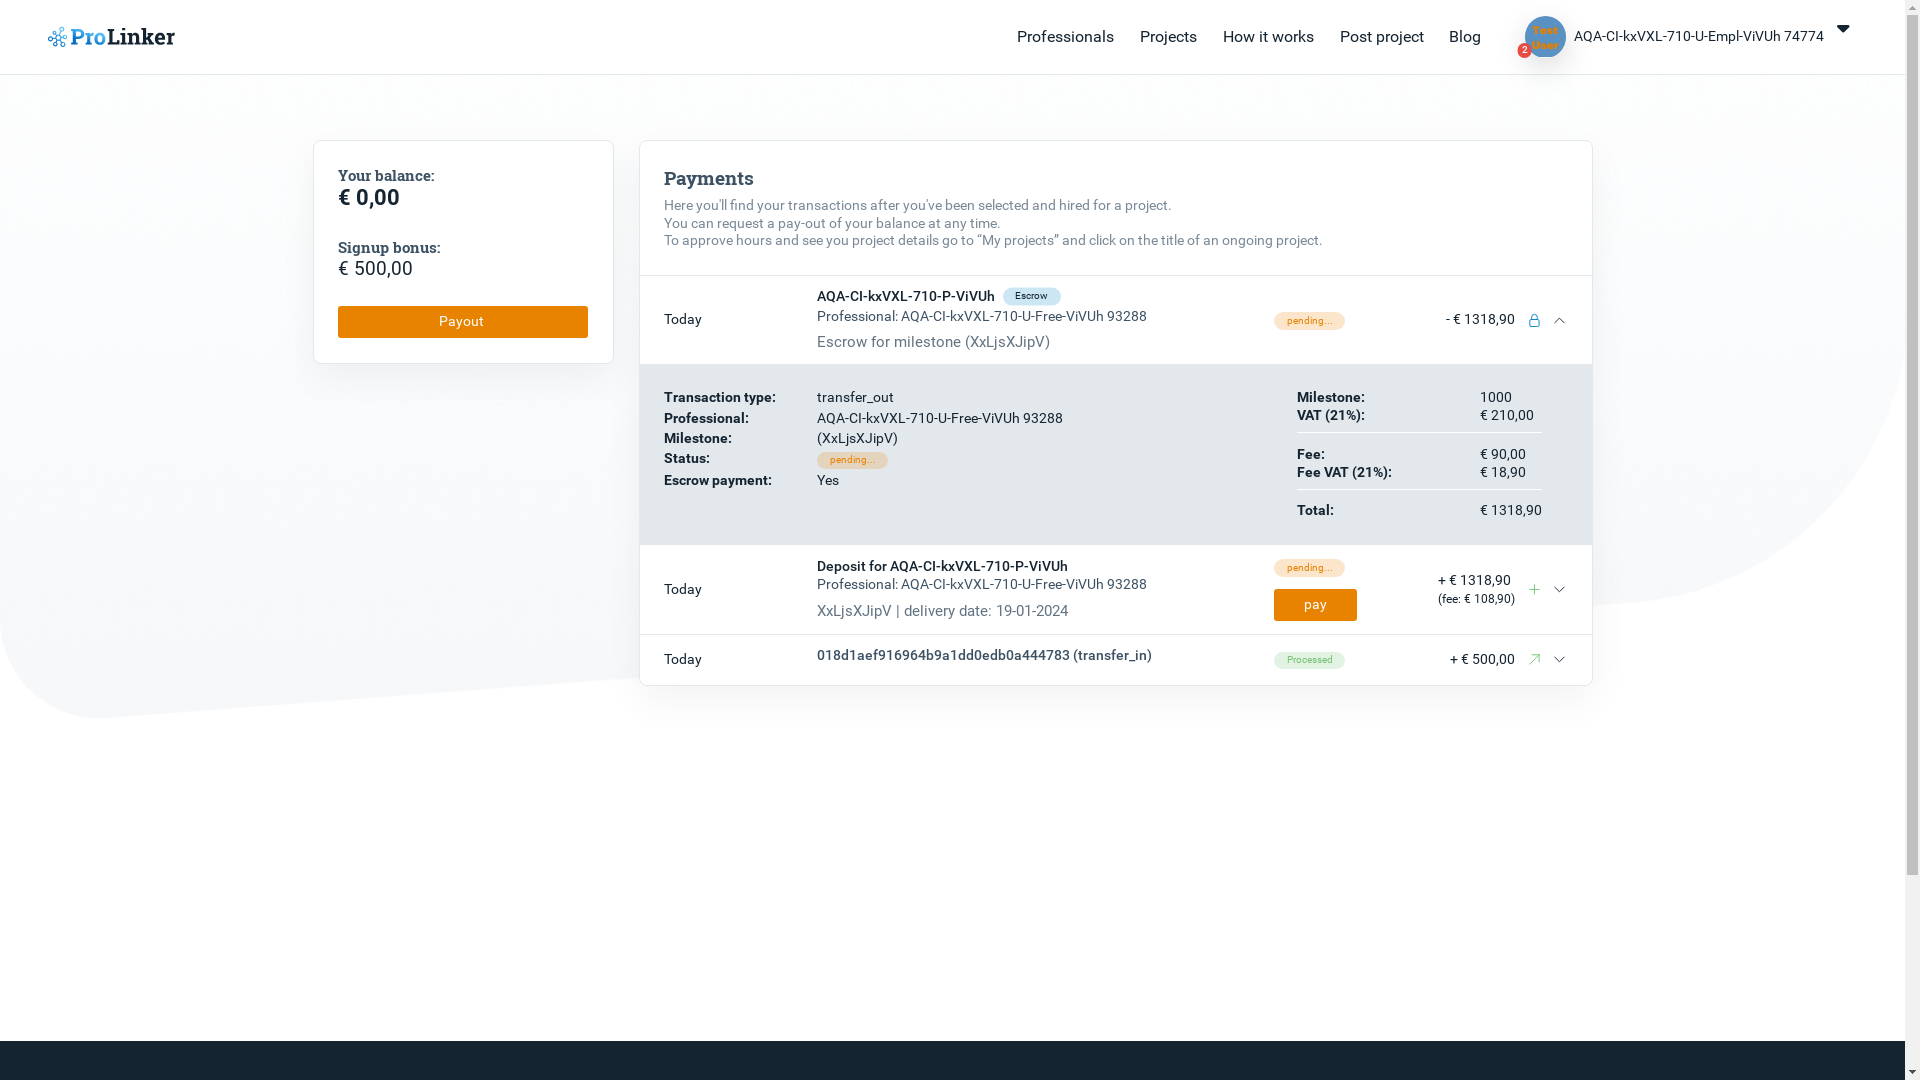 ProLinker
Professionals
Projects
How it works
Post project
Blog
Test
User
2
AQA-CI-kxVXL-710-U-Empl-ViVUh 74774
Your balance:
€ 0,00
Signup bonus:
€ 500,00
Payout
Payments
Here you'll find your transactions after you've been selected and hired for a project.
You can request a pay-out of your balance at any time.
To approve hours and see you project details go to “My projects” and click on the title of an ongoing project.
Today
AQA-CI-kxVXL-710-P-ViVUh Escrow
Professional: AQA-CI-kxVXL-710-U-Free-ViVUh 93288
Escrow for milestone (XxLjsXJipV)
pending...
- € 1318,90
Transaction type: transfer_out
Professional: AQA-CI-kxVXL-710-U-Free-ViVUh 93288
Milestone: (XxLjsXJipV)
Status: pending...
Escrow payment: Yes
Milestone: 1000
VAT (21%): € 210,00
Fee: € 90,00
Fee VAT (21%): € 18,90
Total: € 1318,90
Today
Deposit for AQA-CI-kxVXL-710-P-ViVUh
Professional: AQA-CI-kxVXL-710-U-Free-ViVUh 93288
XxLjsXJipV | delivery date: 19-01-2024
pending...
pay
+ € 1318,90
(fee: € 108,90)
Today
018d1aef916964b9a1dd0edb0a444783 (transfer_in)
Processed
+ € 500,00